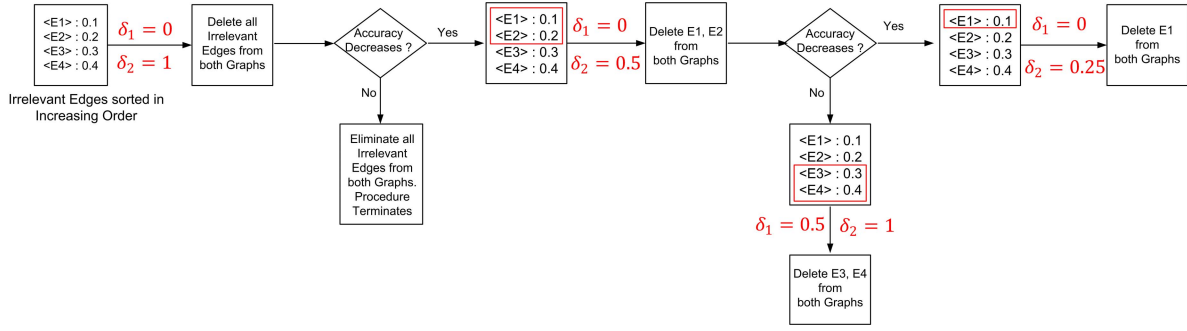 <E1> : 0.1
<E2> : 0.2
<E3> : 0.3
<E4> : 0.4
Irrelevant Edges sorted in
Increasing Order
δ₁ = 0
δ₂ = 1
Delete all
Irrelevant
Edges from
both Graphs
Accuracy
Decreases ?
No
Eliminate all
Irrelevant
Edges from
both Graphs.
Procedure
Terminates
Yes
<E1> : 0.1
<E2> : 0.2
<E3> : 0.3
<E4> : 0.4
δ₁ = 0
δ₂ = 0.5
Delete E1, E2
from
both Graphs
Accuracy
Decreases ?
No
<E1> : 0.1
<E2> : 0.2
<E3> : 0.3
<E4> : 0.4
δ₁ = 0.5
δ₂ = 1
Delete E3, E4
from
both Graphs
Yes
<E1> : 0.1
<E2> : 0.2
<E3> : 0.3
<E4> : 0.4
δ₁ = 0
δ₂ = 0.25
Delete E1
from
both Graphs